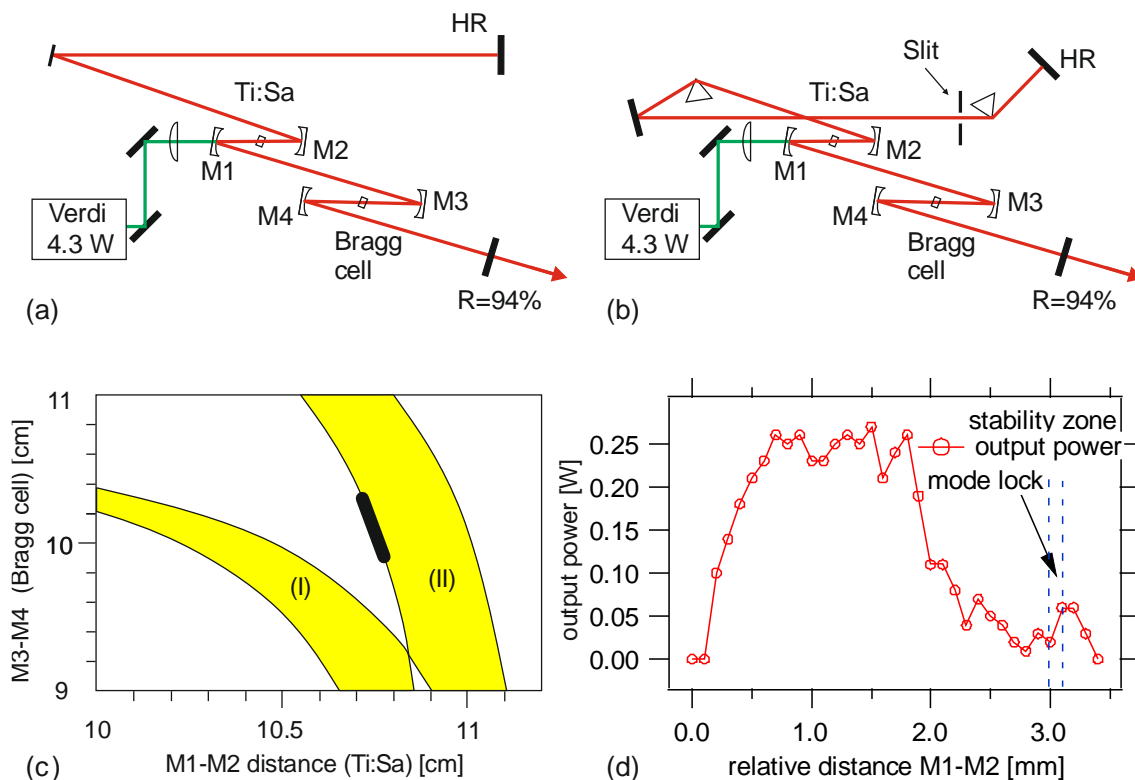 HR
Ti:Sa
M1
M2
M3
M4
Verdi
4.3 W
Bragg
cell
R=94%
(a)
Slit
HR
Ti:Sa
M1
M2
M3
M4
Verdi
4.3 W
Bragg
cell
R=94%
(b)
11
10
9
M3-M4 (Bragg cell) [cm]
(I)
(II)
10
10.5
11
M1-M2 distance (Ti:Sa) [cm]
(c)
stability zone
output power
mode lock
0.25
0.20
0.15
0.10
0.05
0.00
output power [W]
0.0
1.0
2.0
3.0
relative distance M1-M2 [mm]
(d)